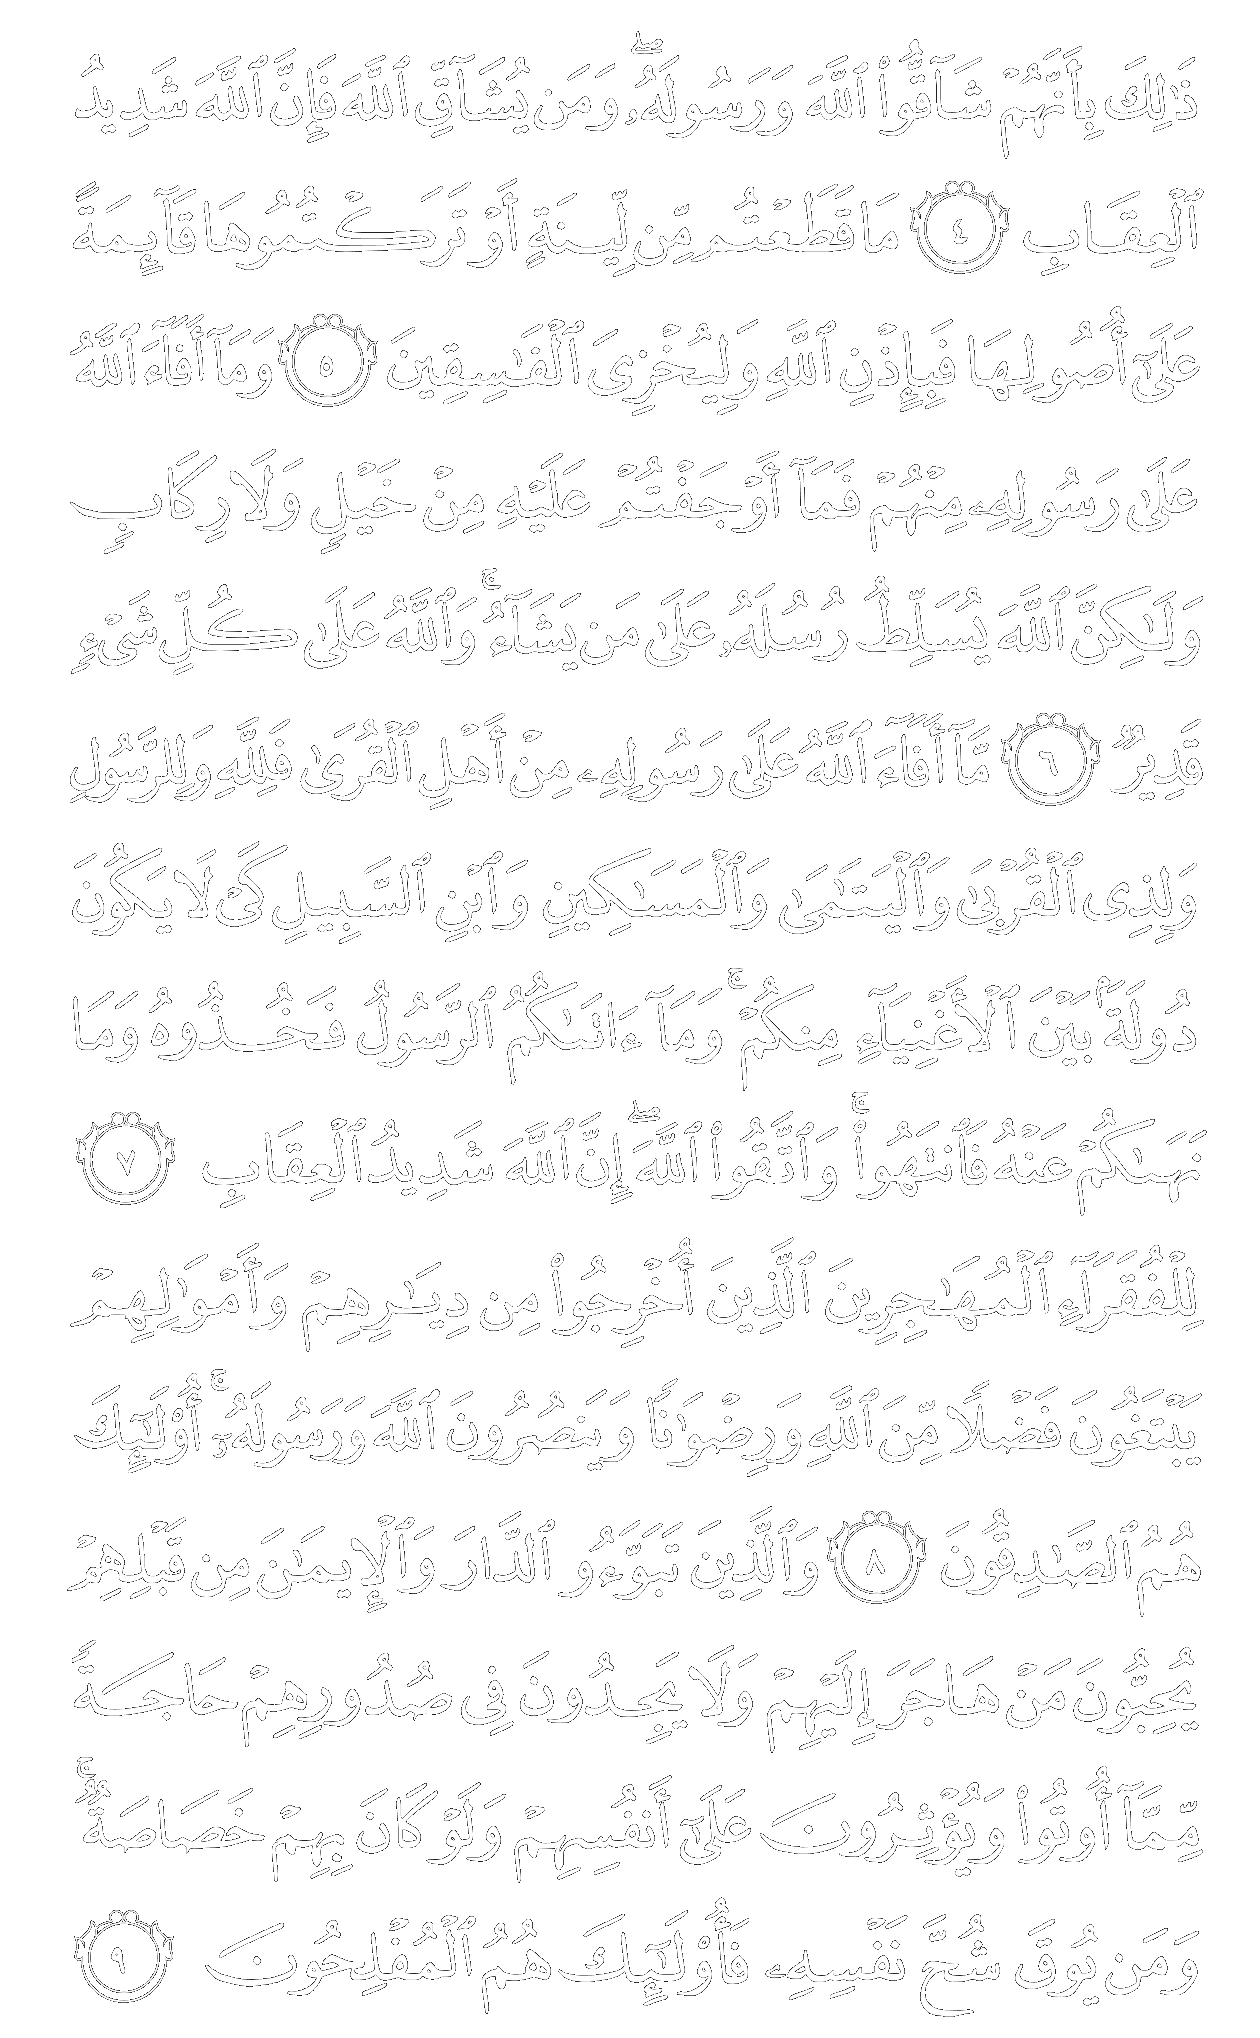 ذَٰلِكَ بِأَنَّهُمْ شَآقُّوا۟ ٱللَّهَ وَرَسُولَهُۥ ۖ وَمَن يُشَآقِّ ٱللَّهَ فَإِنَّ ٱللَّهَ شَدِيدُ
ٱلْعِقَابِ ٤ مَا قَطَعْتُم مِّن لِّينَةٍ أَوْ تَرَكْتُمُوهَا قَآئِمَةً
عَلَىٰٓ أُصُولِهَا فَبِإِذْنِ ٱللَّهِ وَلِيُخْزِىَ ٱلْفَـٰسِقِينَ ٥ وَمَآ أَفَآءَ ٱللَّهُ
عَلَىٰ رَسُولِهِۦ مِنْهُمْ فَمَآ أَوْجَفْتُمْ عَلَيْهِ مِنْ خَيْلٍ وَلَا رِكَابٍ
وَلَـٰكِنَّ ٱللَّهَ يُسَلِّطُ رُسُلَهُۥ عَلَىٰ مَن يَشَآءُ ۚ وَٱللَّهُ عَلَىٰ كُلِّ شَىْءٍ
قَدِيرٌ ٦ مَّآ أَفَآءَ ٱللَّهُ عَلَىٰ رَسُولِهِۦ مِنْ أَهْلِ ٱلْقُرَىٰ فَلِلَّهِ وَلِلرَّسُولِ
وَلِذِى ٱلْقُرْبَىٰ وَٱلْيَتَـٰمَىٰ وَٱلْمَسَـٰكِينِ وَٱبْنِ ٱلسَّبِيلِ كَىْ لَا يَكُونَ
دُولَةًۢ بَيْنَ ٱلْأَغْنِيَآءِ مِنكُمْ ۚ وَمَآ ءَاتَىٰكُمُ ٱلرَّسُولُ فَخُذُوهُ وَمَا
نَهَىٰكُمْ عَنْهُ فَٱنتَهُوا۟ ۚ وَٱتَّقُوا۟ ٱللَّهَ ۖ إِنَّ ٱللَّهَ شَدِيدُ ٱلْعِقَابِ ٧
لِلْفُقَرَآءِ ٱلْمُهَـٰجِرِينَ ٱلَّذِينَ أُخْرِجُوا۟ مِن دِيَـٰرِهِمْ وَأَمْوَٰلِهِمْ
يَبْتَغُونَ فَضْلًا مِّنَ ٱللَّهِ وَرِضْوَٰنًا وَيَنصُرُونَ ٱللَّهَ وَرَسُولَهُۥٓ ۚ أُو۟لَـٰٓئِكَ
هُمُ ٱلصَّـٰدِقُونَ ٨ وَٱلَّذِينَ تَبَوَّءُو ٱلدَّارَ وَٱلْإِيمَـٰنَ مِن قَبْلِهِمْ
يُحِبُّونَ مَنْ هَاجَرَ إِلَيْهِمْ وَلَا يَجِدُونَ فِى صُدُورِهِمْ حَاجَةً
مِّمَّآ أُوتُوا۟ وَيُؤْثِرُونَ عَلَىٰٓ أَنفُسِهِمْ وَلَوْ كَانَ بِهِمْ خَصَاصَةٌ ۚ
وَمَن يُوقَ شُحَّ نَفْسِهِۦ فَأُو۟لَـٰٓئِكَ هُمُ ٱلْمُفْلِحُونَ ٩